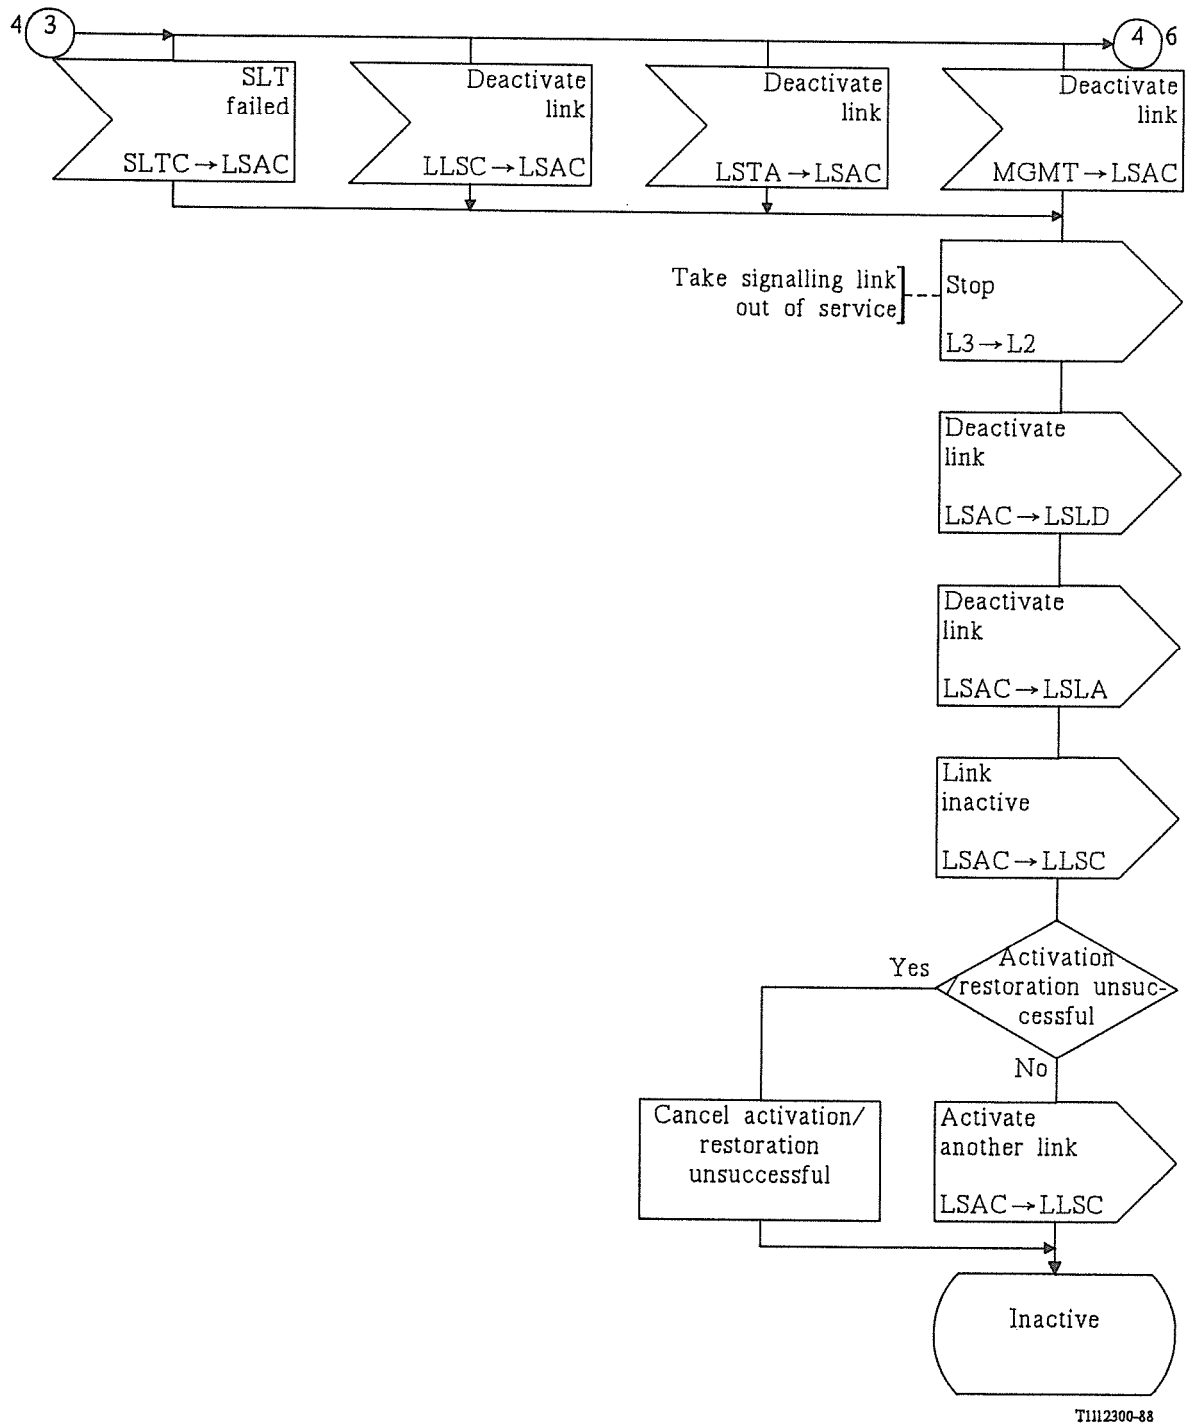 4 3
4 6
SLT
failed
SLTC→LSAC
Deactivate
link
LLSC→LSAC
Deactivate
link
LSTA→LSAC
Deactivate
link
MGMT→LSAC
Take signalling link
out of service
Stop
L3→L2
Deactivate
link
LSAC→LSLD
Deactivate
link
LSAC→LSLA
Link
inactive
LSAC→LLSC
Yes
Activation
/restoration unsuc-
cessful
No
Cancel activation/
restoration
unsuccessful
Activate
another link
LSAC→LLSC
Inactive
T1112300-88